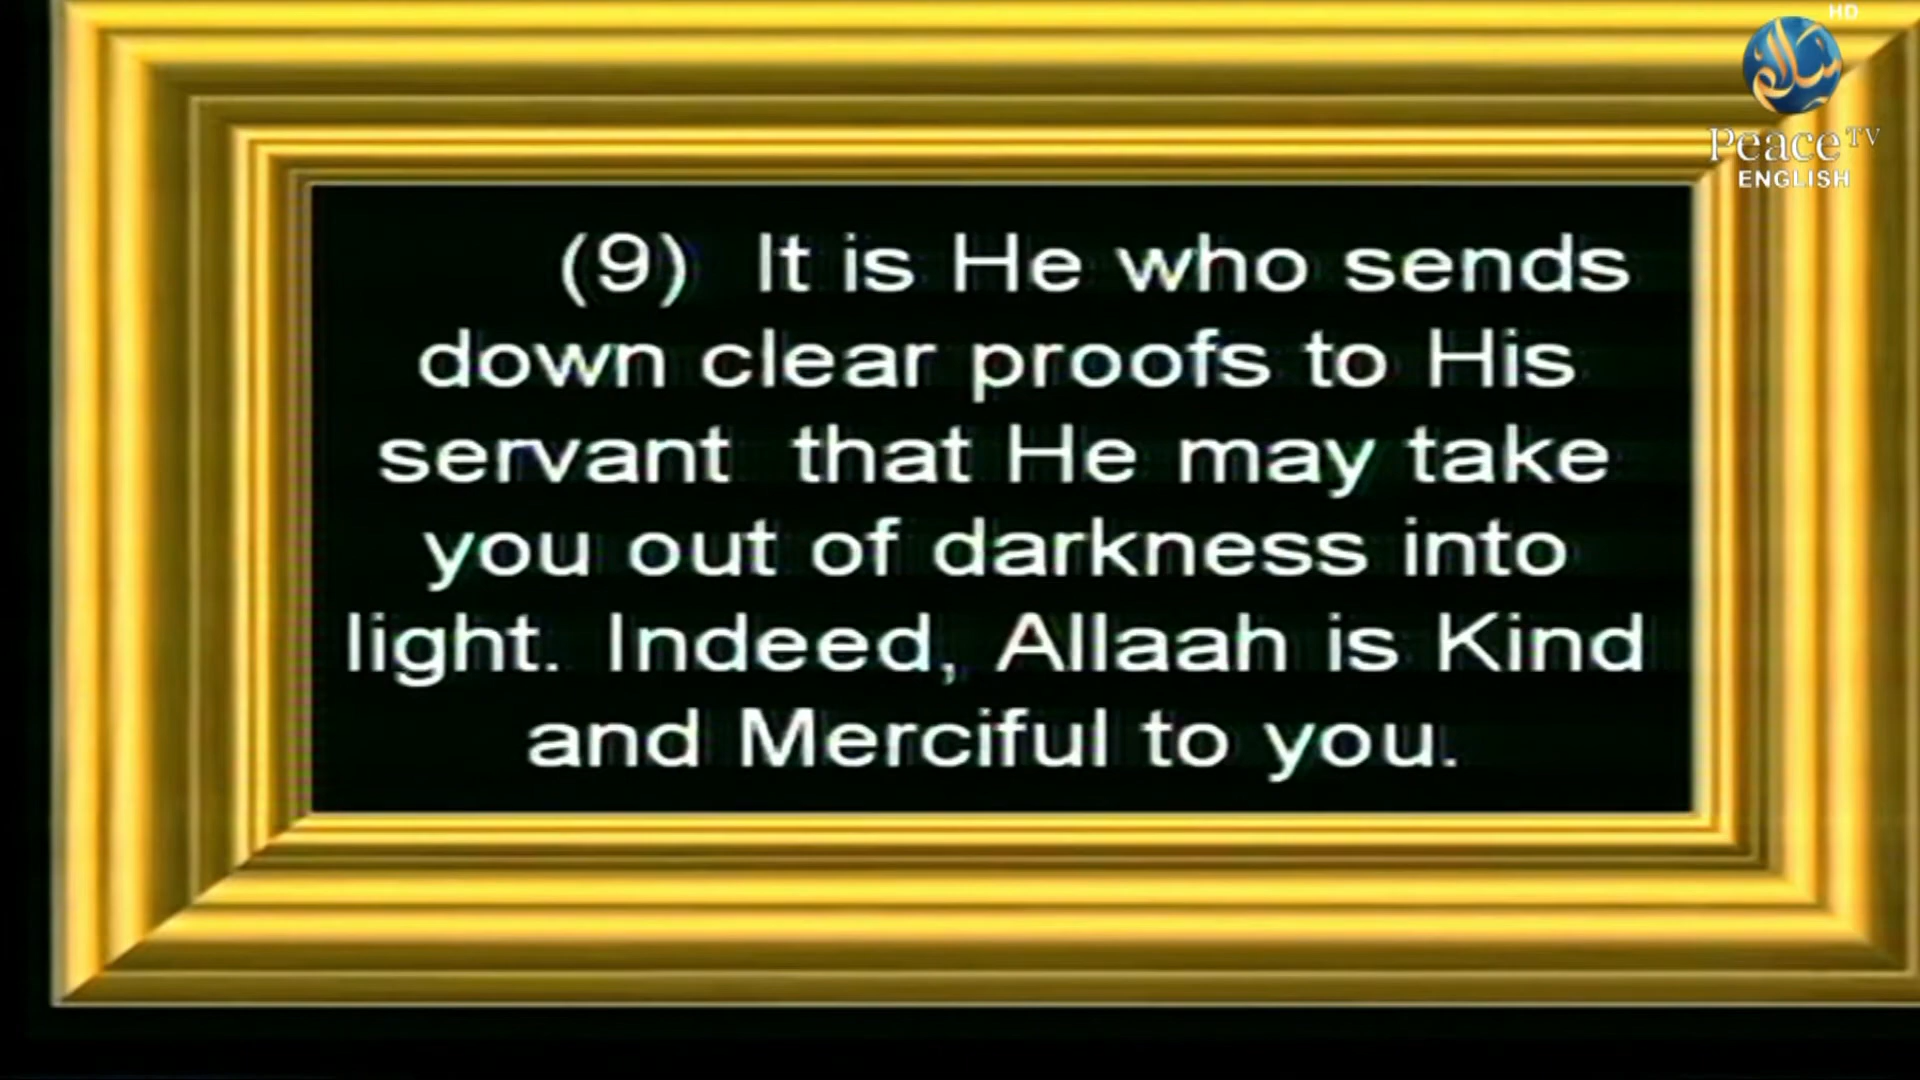 HD
سلام
Peace TV
ENGLISH
(9) It is He who sends
down clear proofs to His
servant that He may take
you out of darkness into
light. Indeed, Allaah is Kind
and Merciful to you.